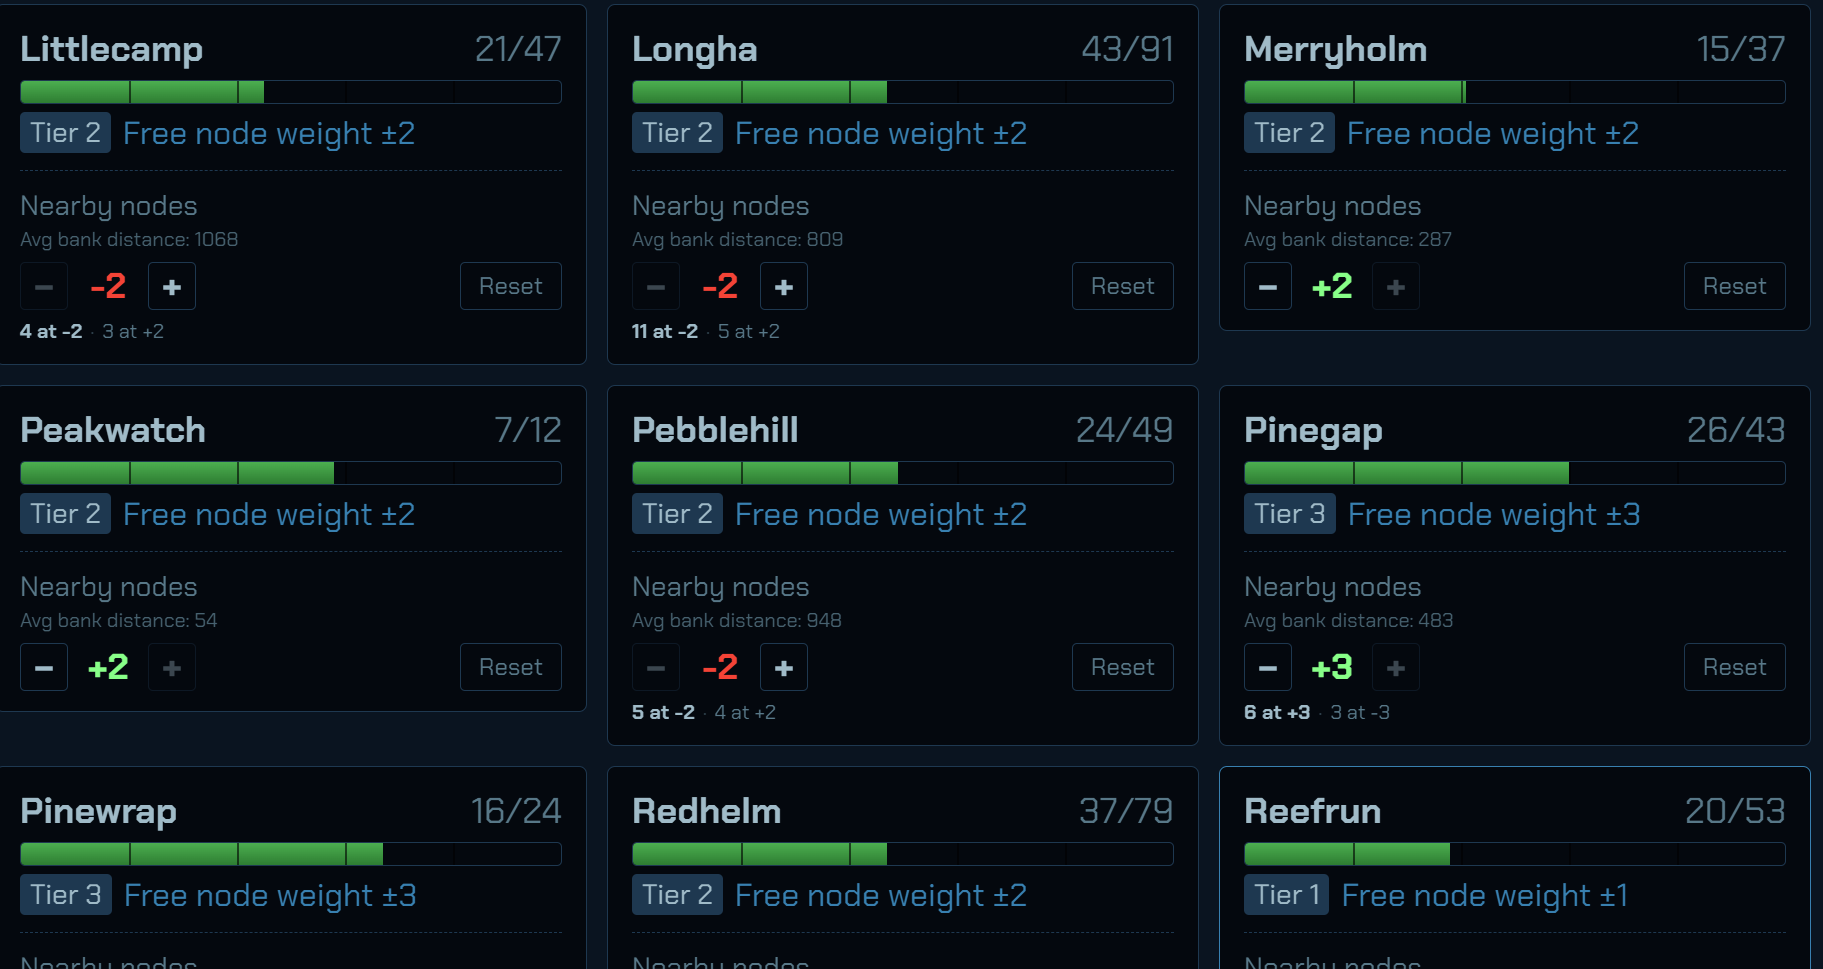 Littlecamp 21/47
Tier 2 Free node weight ±2
Nearby nodes
Avg bank distance: 1068
− -2 + Reset
4 at -2 · 3 at +2
Longha 43/91
Tier 2 Free node weight ±2
Nearby nodes
Avg bank distance: 809
− -2 + Reset
11 at -2 · 5 at +2
Merryholm 15/37
Tier 2 Free node weight ±2
Nearby nodes
Avg bank distance: 287
− +2 + Reset
Peakwatch 7/12
Tier 2 Free node weight ±2
Nearby nodes
Avg bank distance: 54
− +2 + Reset
Pebblehill 24/49
Tier 2 Free node weight ±2
Nearby nodes
Avg bank distance: 948
− -2 + Reset
5 at -2 · 4 at +2
Pinegap 26/43
Tier 3 Free node weight ±3
Nearby nodes
Avg bank distance: 483
− +3 + Reset
6 at +3 · 3 at -3
Pinewrap 16/24
Tier 3 Free node weight ±3
Nearby nodes
Redhelm 37/79
Tier 2 Free node weight ±2
Nearby nodes
Reefrun 20/53
Tier 1 Free node weight ±1
Nearby nodes